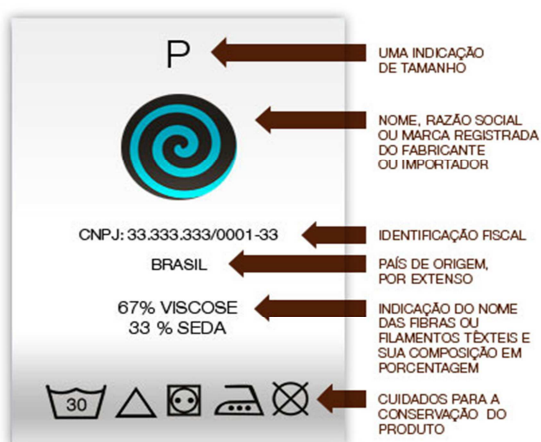 P
UMA INDICAÇÃO
DE TAMANHO
NOME, RAZÃO SOCIAL
OU MARCA REGISTRADA
DO FABRICANTE
OU IMPORTADOR
CNPJ: 33.333.333/0001-33
IDENTIFICAÇÃO FISCAL
BRASIL
PAÍS DE ORIGEM,
POR EXTENSO
67% VISCOSE
33 % SEDA
INDICAÇÃO DO NOME
DAS FIBRAS OU
FILAMENTOS TÊXTEIS E
SUA COMPOSIÇÃO EM
PORCENTAGEM
30
CUIDADOS PARA A
CONSERVAÇÃO DO
PRODUTO